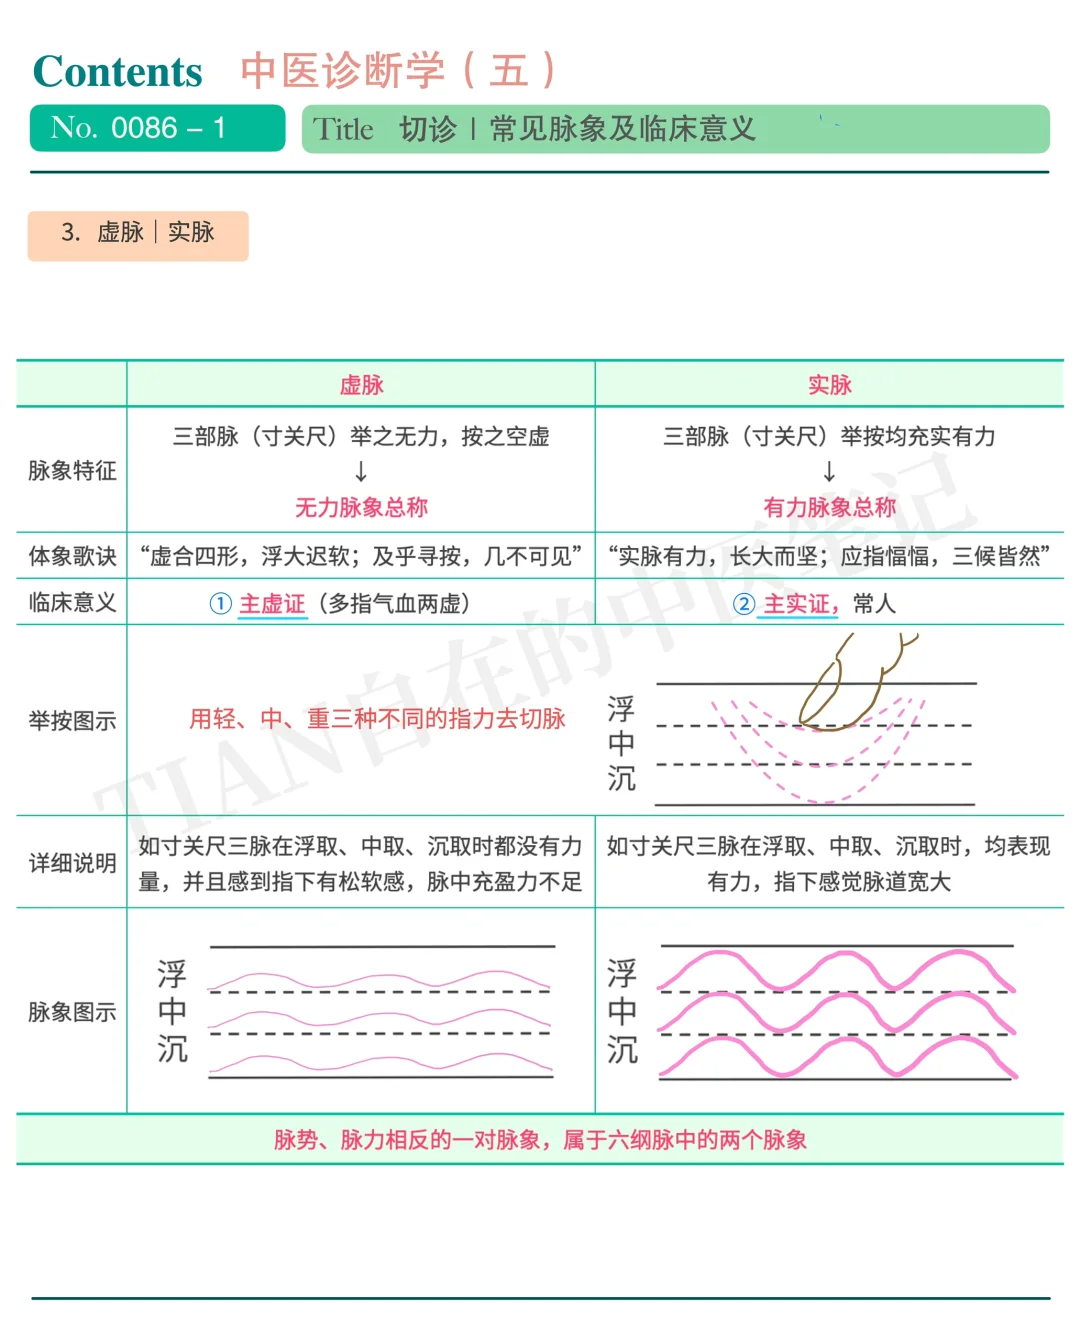 Contents 中医诊断学（五）
No. 0086 – 1
Title 切诊 | 常见脉象及临床意义
3. 虚脉｜实脉
虚脉 实脉
脉象特征
三部脉（寸关尺）举之无力，按之空虚
↓
无力脉象总称
三部脉（寸关尺）举按均充实有力
↓
有力脉象总称
体象歌诀 “虚合四形，浮大迟软；及乎寻按，几不可见” “实脉有力，长大而坚；应指愊愊，三候皆然”
临床意义 ① 主虚证（多指气血两虚） ② 主实证，常人
举按图示 用轻、中、重三种不同的指力去切脉
浮
中
沉
详细说明
如寸关尺三脉在浮取、中取、沉取时都没有力
量，并且感到指下有松软感，脉中充盈力不足
如寸关尺三脉在浮取、中取、沉取时，均表现
有力，指下感觉脉道宽大
脉象图示
浮
中
沉
浮
中
沉
脉势、脉力相反的一对脉象，属于六纲脉中的两个脉象
TIAN自在的中医笔记